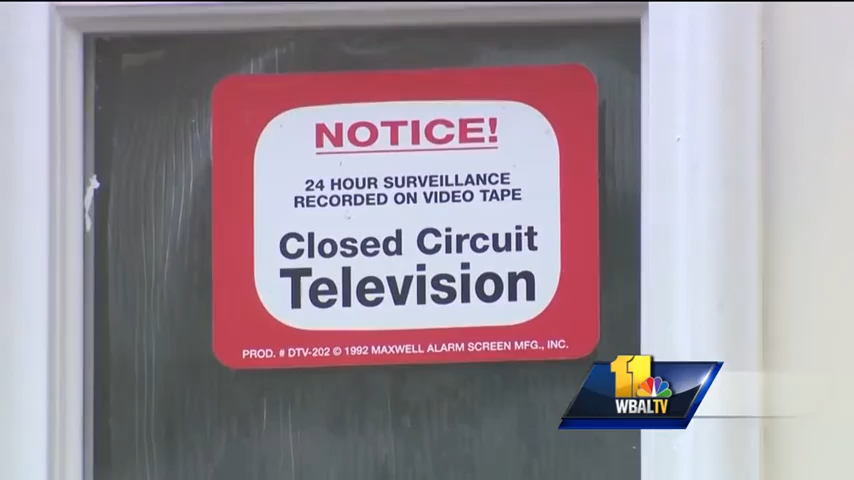 NOTICE!
24 HOUR SURVEILLANCE
RECORDED ON VIDEO TAPE
Closed Circuit
Television
PROD. # DTV-202 © 1992 MAXWELL ALARM SCREEN MFG., INC.
11
WBALTV